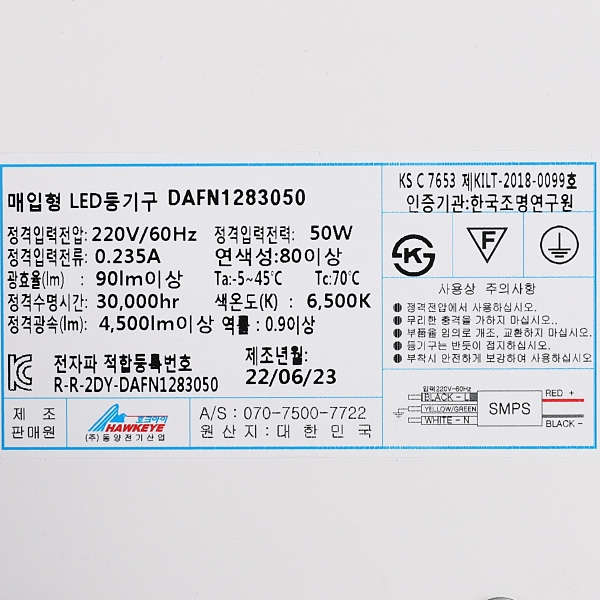 매입형 LED등기구 DAFN1283050
정격입력전압: 220V/60Hz 정격입력전력: 50W
정격입력전류: 0.235A 연색성: 80이상
광효율(lm): 90lm이상 Ta:-5~45℃ Tc:70℃
정격수명시간: 30,000hr 색온도(K): 6,500K
정격광속(lm): 4,500lm이상 역률: 0.9이상
전자파 적합등록번호
R-R-2DY-DAFN1283050
제조년월:
22/06/23
KS C 7653 제KILT-2018-0099호
인증기관:한국조명연구원
K
F
사용상 주의사항
정격전압에서 사용하십시오.
무리한 충격을 가하지 마십시오..
부품을 임의로 개조, 교환하지 마십시오.
등기구는 반듯이 접지하십시오.
부착시 안전하게 보강하여 사용하십시오.
입력220V~60Hz
BLACK - L
YELLOW/GREEN
WHITE - N
SMPS
RED +
BLACK -
제 조
판매원
호크아이
HAWKEYE
(주)동양전기산업
A/S : 070-7500-7722
원산지: 대한민국